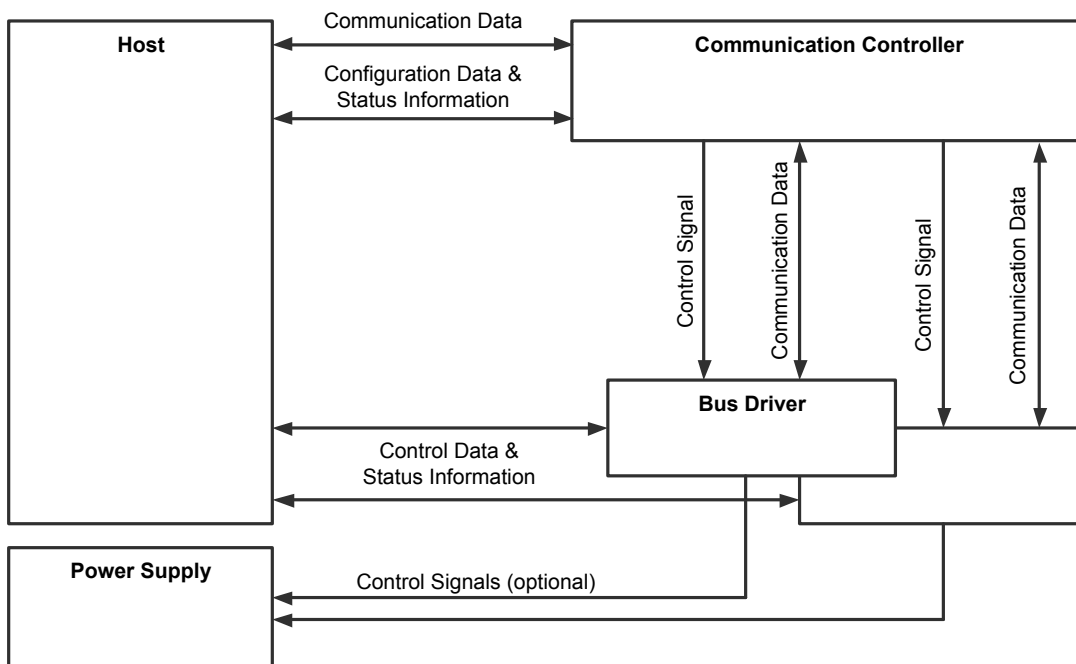 Host
Communication Data
Communication Controller
Configuration Data &
Status Information
Control Signal
Communication Data
Control Signal
Communication Data
Bus Driver
Control Data &
Status Information
Power Supply
Control Signals (optional)